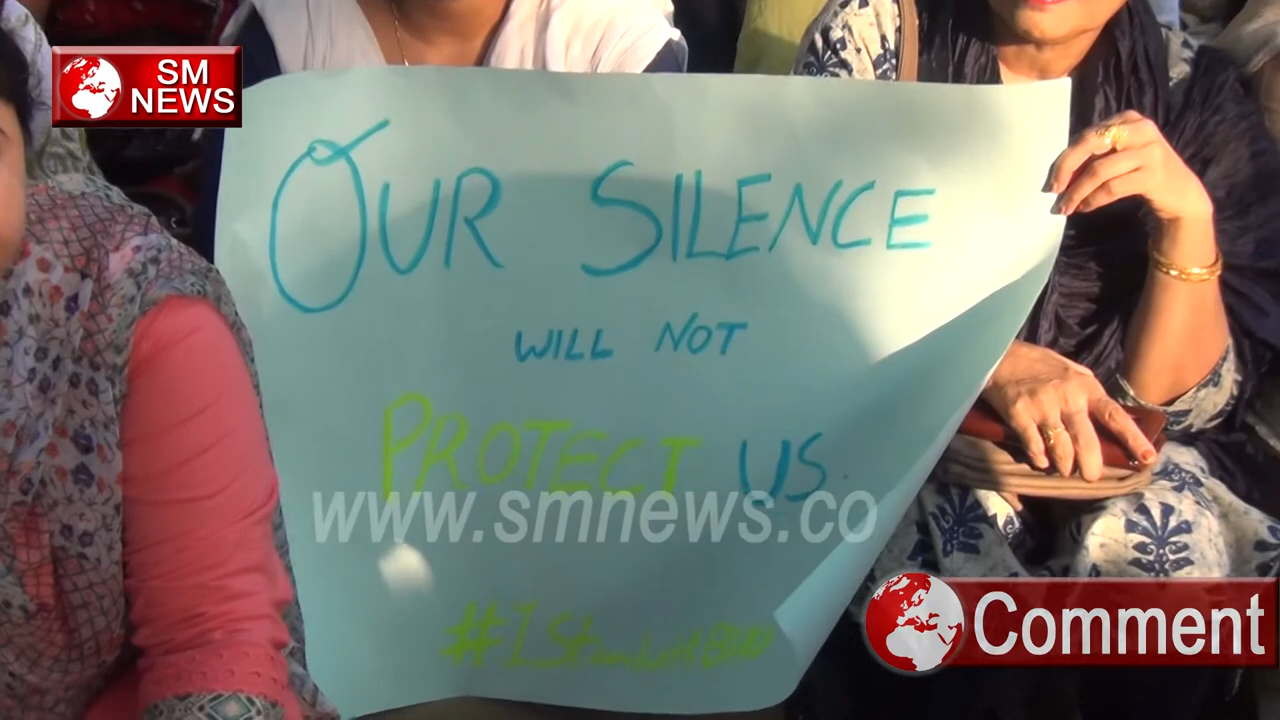 SM
NEWS
OUR SILENCE
WILL NOT
PROTECT US.
www.smnews.co
Comment